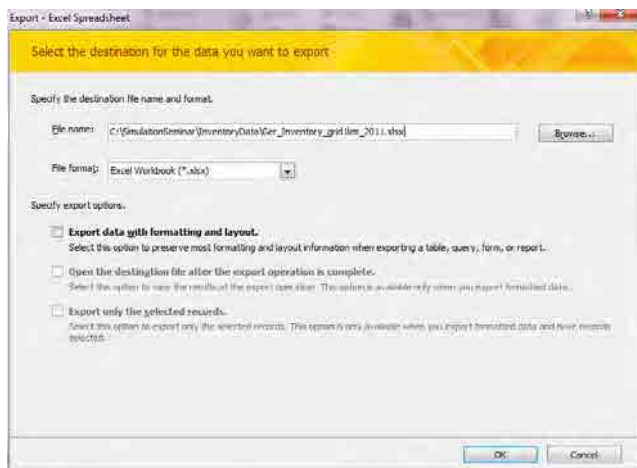 Export - Excel Spreadsheet
Select the destination for the data you want to export
Specify the destination file name and format.
File name:
C:\SimulationSeminar\InventoryData\Ger_Inventory_grid1km_2011.xlsx
Browse...
File format:
Excel Workbook (*.xlsx)
Specify export options.
Export data with formatting and layout.
Select this option to preserve most formatting and layout information when exporting a table, query, form, or report.
Open the destination file after the export operation is complete.
Select this option to view the results of the export operation. This option is available only when you export formatted data.
Export only the selected records.
Select this option to export only the selected records. This option is only available when you export formatted data and have records
selected.
OK
Cancel